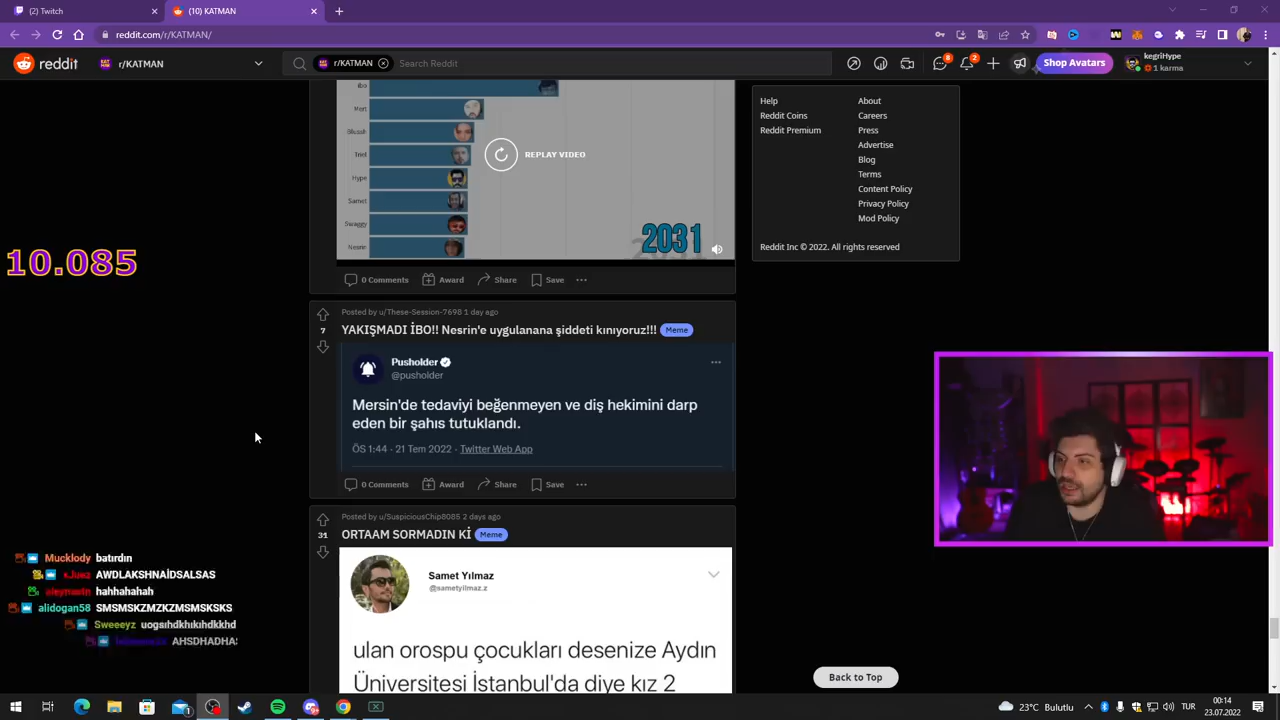 (2) Twitch
(10) KATMAN
reddit.com/r/KATMAN/
reddit
r/KATMAN
r/KATMAN
Search Reddit
8
2
Shop Avatars
kegriHype
1 karma
İbo
Mert
Hype
Samet
Swaggy
Nesrin
REPLAY VIDEO
2031
0 Comments
Award
Share
Save
Help
About
Reddit Coins
Careers
Reddit Premium
Press
Advertise
Blog
Terms
Content Policy
Privacy Policy
Mod Policy
Reddit Inc © 2022. All rights reserved
10.085
Posted by u/These-Session-7698 1 day ago
7
YAKIŞMADI İBO!! Nesrin'e uygulanana şiddeti kınıyoruz!!! Meme
Pusholder
@pusholder
Mersin'de tedaviyi beğenmeyen ve diş hekimini darp
eden bir şahıs tutuklandı.
ÖS 1:44 · 21 Tem 2022 · Twitter Web App
0 Comments
Award
Share
Save
Posted by u/SuspiciousChip8085 2 days ago
31
ORTAAM SORMADIN Kİ Meme
Samet Yılmaz
@sametyilmaz.z
ulan orospu çocukları desenize Aydın
Üniversitesi İstanbul'da diye kız 2
Mucklody batırdın
AWDLAKSHNAİDSALSAS
hahhahahah
alidogan58 SMSMSKZMZKZMSMSKSKS
Sweeeyz uogsıhdkhıkıhdkkhd
AHSDHADHAS
Back to Top
23°C Bulutlu
TUR
00:14
23.07.2022